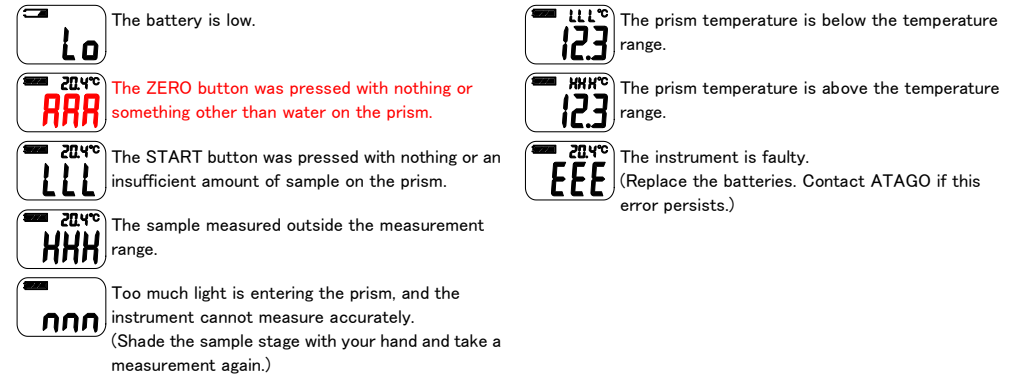 Lo
The battery is low.
20.4℃
AAA
The ZERO button was pressed with nothing or
something other than water on the prism.
20.4℃
LLL
The START button was pressed with nothing or an
insufficient amount of sample on the prism.
20.4℃
HHH
The sample measured outside the measurement
range.
nnn
Too much light is entering the prism, and the
instrument cannot measure accurately.
(Shade the sample stage with your hand and take a
measurement again.)
LLL℃
12.3
The prism temperature is below the temperature
range.
HHH℃
12.3
The prism temperature is above the temperature
range.
20.4℃
EEE
The instrument is faulty.
(Replace the batteries. Contact ATAGO if this
error persists.)